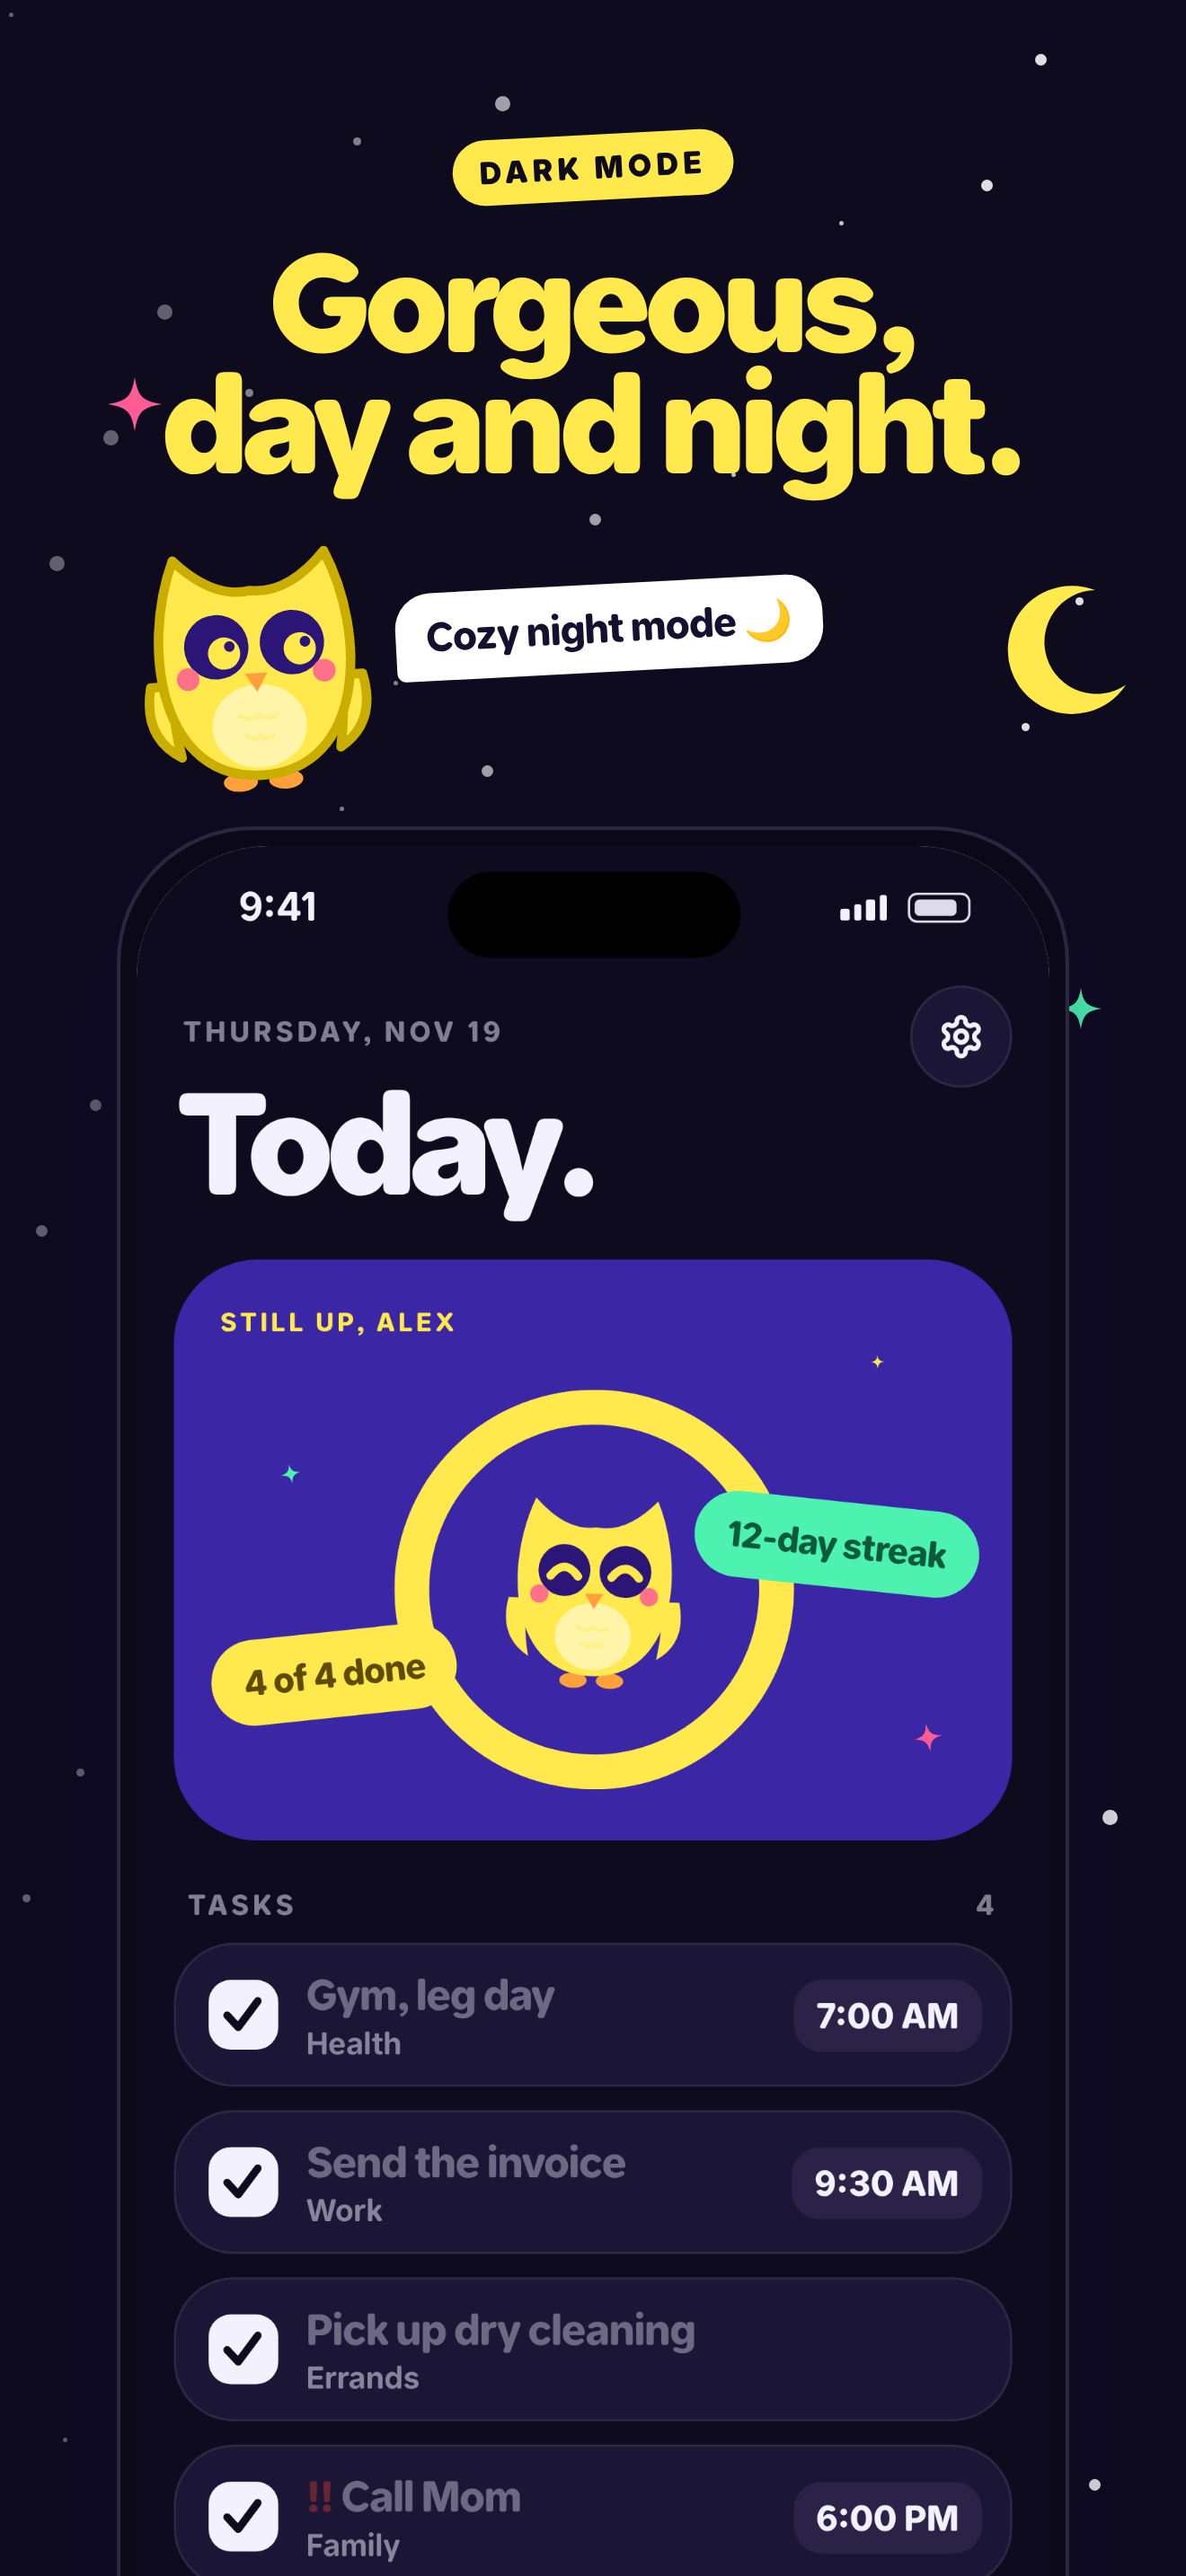 DARK MODE
Gorgeous,
day and night.
Cozy night mode 🌙
9:41
THURSDAY, NOV 19
Today.
STILL UP, ALEX
12-day streak
4 of 4 done
TASKS
4
Gym, leg day
Health
7:00 AM
Send the invoice
Work
9:30 AM
Pick up dry cleaning
Errands
!! Call Mom
Family
6:00 PM